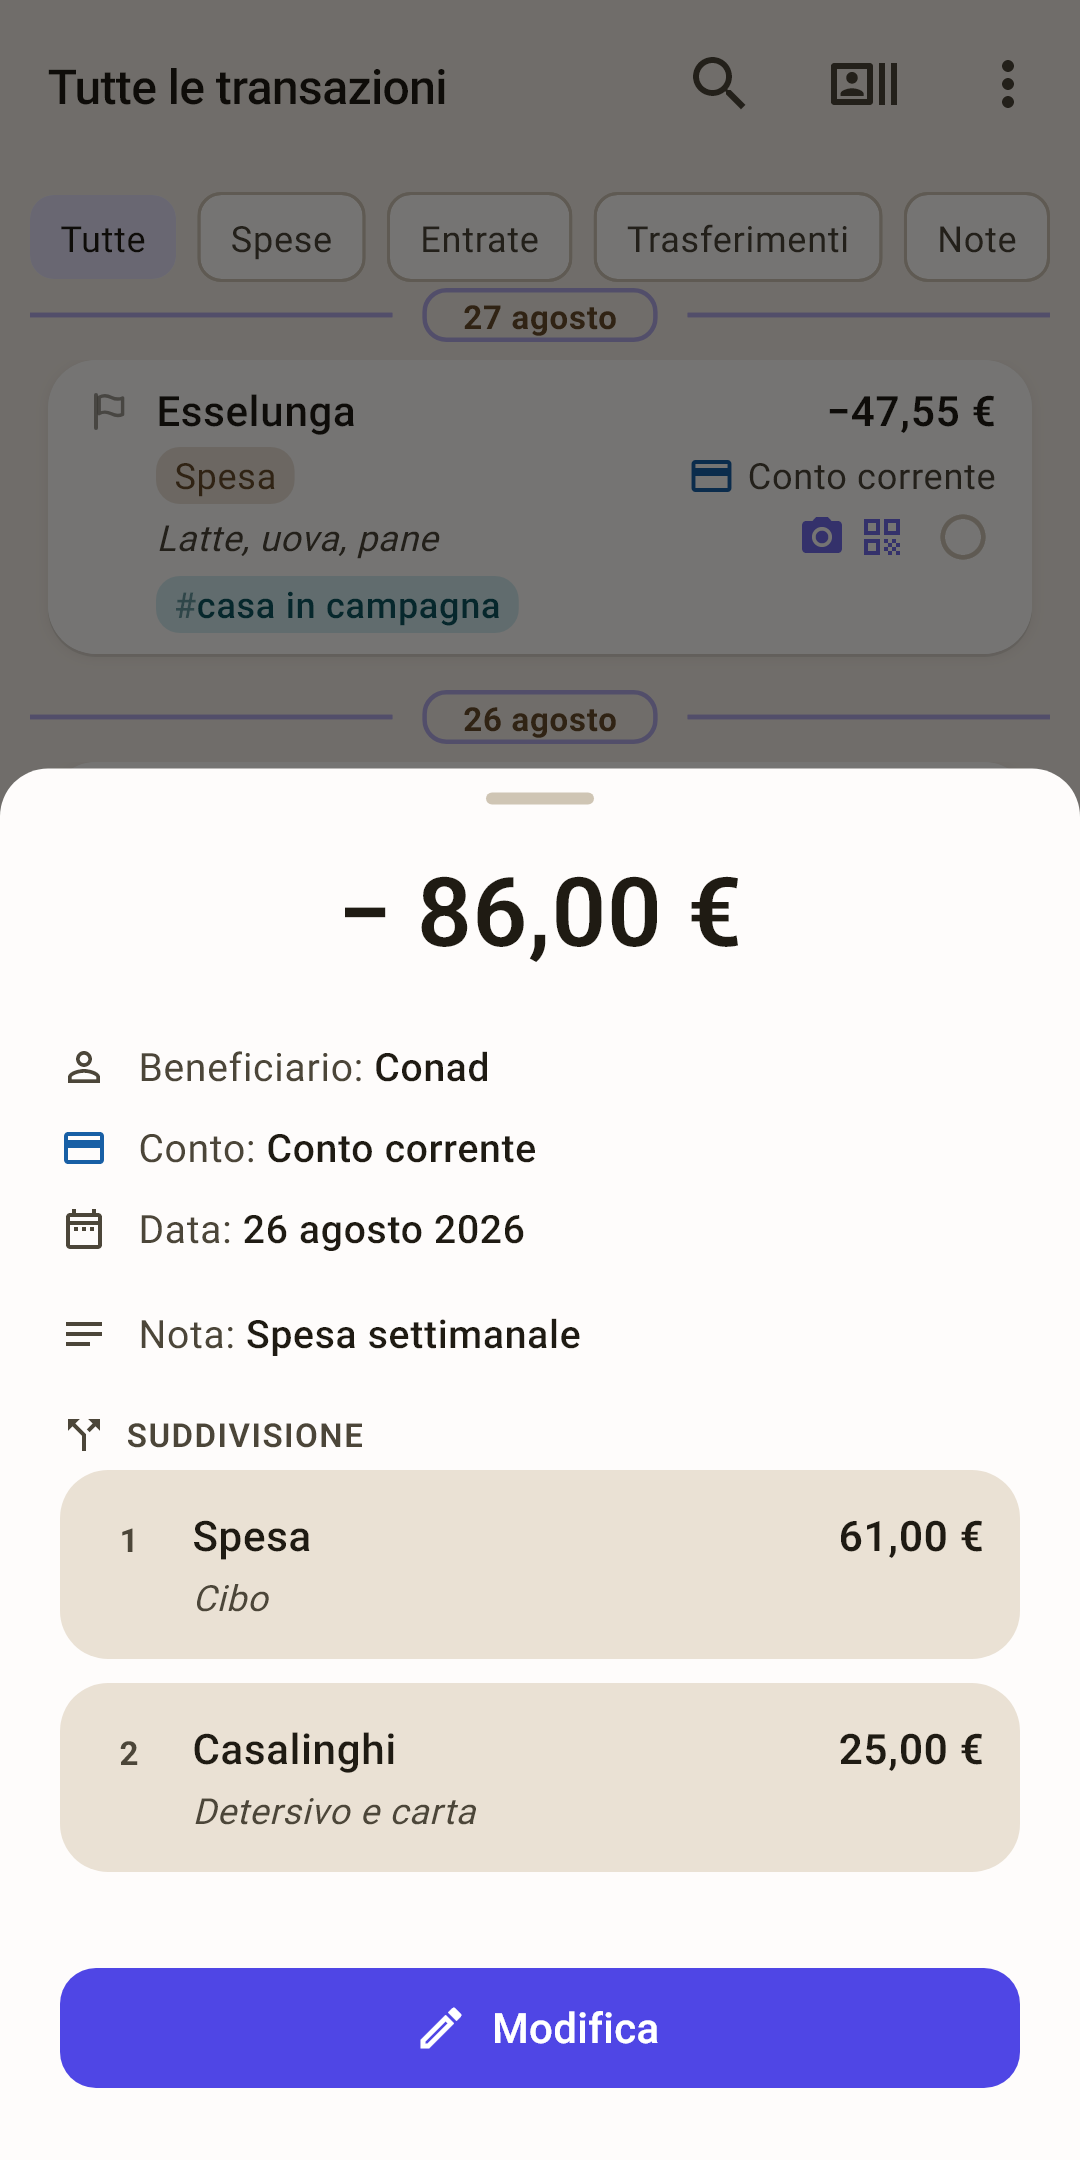 Tutte le transazioni
Tutte Spese Entrate Trasferimenti Note
27 agosto
Esselunga −47,55 €
Spesa Conto corrente
Latte, uova, pane
#casa in campagna
26 agosto
− 86,00 €
Beneficiario: Conad
Conto: Conto corrente
Data: 26 agosto 2026
Nota: Spesa settimanale
SUDDIVISIONE
1 Spesa 61,00 €
Cibo
2 Casalinghi 25,00 €
Detersivo e carta
Modifica